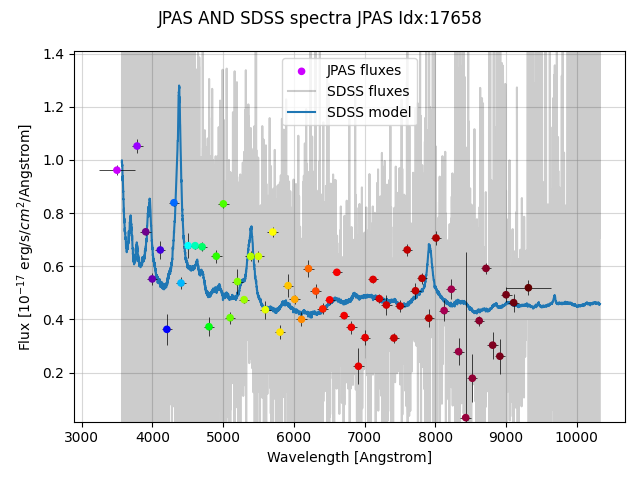 JPAS AND SDSS spectra JPAS Idx:17658
JPAS fluxes
SDSS fluxes
SDSS model
Flux [10⁻¹⁷ erg/s/cm²/Angstrom]
1.4
1.2
1.0
0.8
0.6
0.4
0.2
3000 4000 5000 6000 7000 8000 9000 10000
Wavelength [Angstrom]